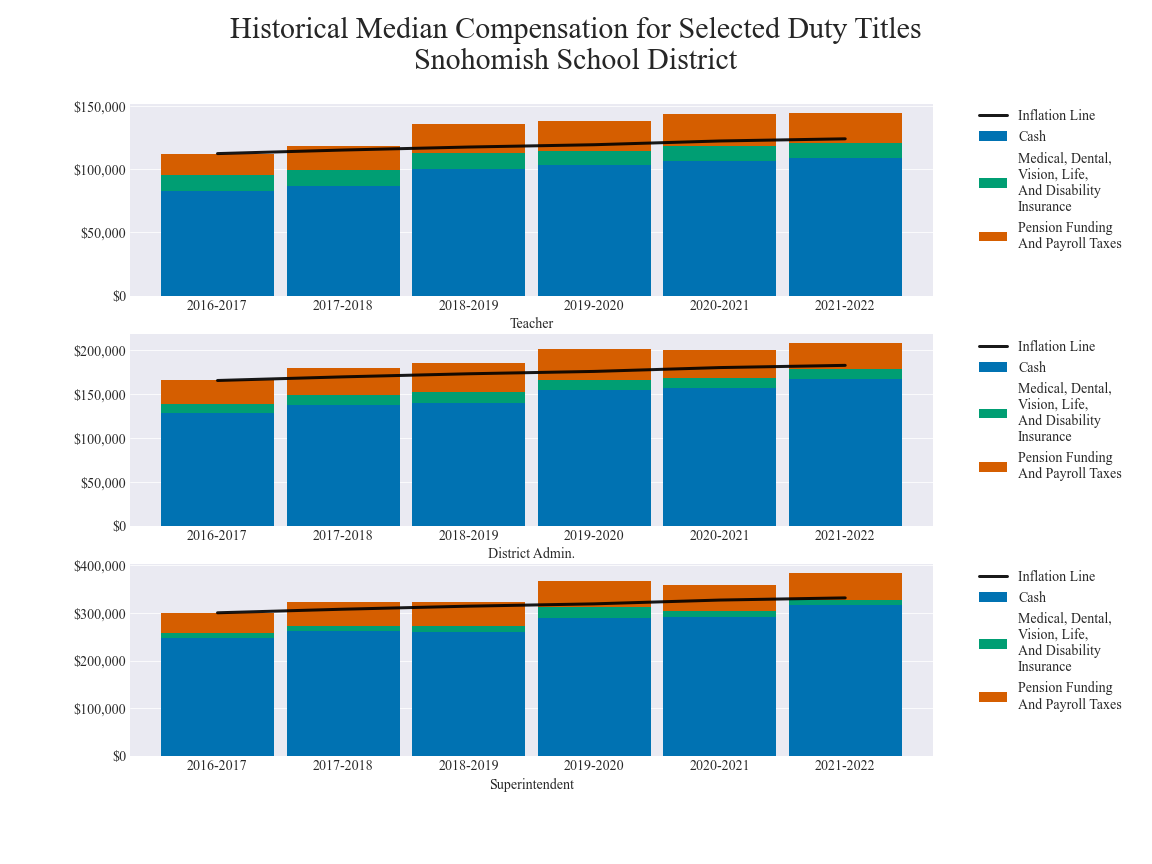 Historical Median Compensation for Selected Duty Titles
Snohomish School District
$150,000
$100,000
$50,000
$0
2016-2017
2017-2018
2018-2019
2019-2020
2020-2021
2021-2022
Teacher
Inflation Line
Cash
Medical, Dental,
Vision, Life,
And Disability
Insurance
Pension Funding
And Payroll Taxes
$200,000
$150,000
$100,000
$50,000
$0
2016-2017
2017-2018
2018-2019
2019-2020
2020-2021
2021-2022
District Admin.
Inflation Line
Cash
Medical, Dental,
Vision, Life,
And Disability
Insurance
Pension Funding
And Payroll Taxes
$400,000
$300,000
$200,000
$100,000
$0
2016-2017
2017-2018
2018-2019
2019-2020
2020-2021
2021-2022
Superintendent
Inflation Line
Cash
Medical, Dental,
Vision, Life,
And Disability
Insurance
Pension Funding
And Payroll Taxes